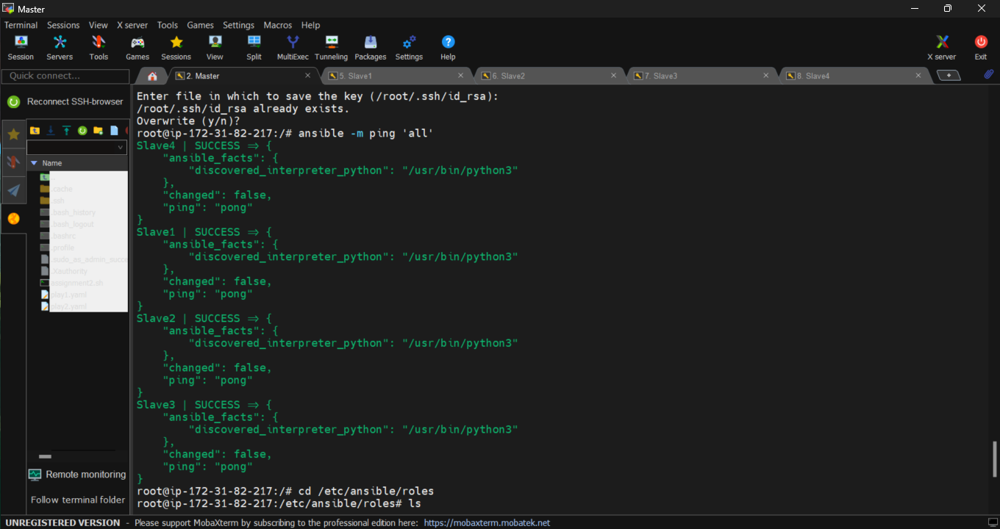 Master
Terminal Sessions View X server Tools Games Settings Macros Help
Session Servers Tools Games Sessions View Split MultiExec Tunneling Packages Settings Help X server Exit
Quick connect...
2. Master
5. Slave1
6. Slave2
7. Slave3
8. Slave4
Reconnect SSH-browser
Name
..
.cache
.ssh
.bash_history
.bash_logout
.bashrc
.profile
.sudo_as_admin_succe
.Xauthority
assignment2.sh
play1.yaml
play2.yaml
Remote monitoring
Follow terminal folder
Enter file in which to save the key (/root/.ssh/id_rsa):
/root/.ssh/id_rsa already exists.
Overwrite (y/n)?
root@ip-172-31-82-217:/# ansible -m ping 'all'
Slave4 | SUCCESS => {
    "ansible_facts": {
        "discovered_interpreter_python": "/usr/bin/python3"
    },
    "changed": false,
    "ping": "pong"
}
Slave1 | SUCCESS => {
    "ansible_facts": {
        "discovered_interpreter_python": "/usr/bin/python3"
    },
    "changed": false,
    "ping": "pong"
}
Slave2 | SUCCESS => {
    "ansible_facts": {
        "discovered_interpreter_python": "/usr/bin/python3"
    },
    "changed": false,
    "ping": "pong"
}
Slave3 | SUCCESS => {
    "ansible_facts": {
        "discovered_interpreter_python": "/usr/bin/python3"
    },
    "changed": false,
    "ping": "pong"
}
root@ip-172-31-82-217:/# cd /etc/ansible/roles
root@ip-172-31-82-217:/etc/ansible/roles# ls
UNREGISTERED VERSION - Please support MobaXterm by subscribing to the professional edition here: https://mobaxterm.mobatek.net